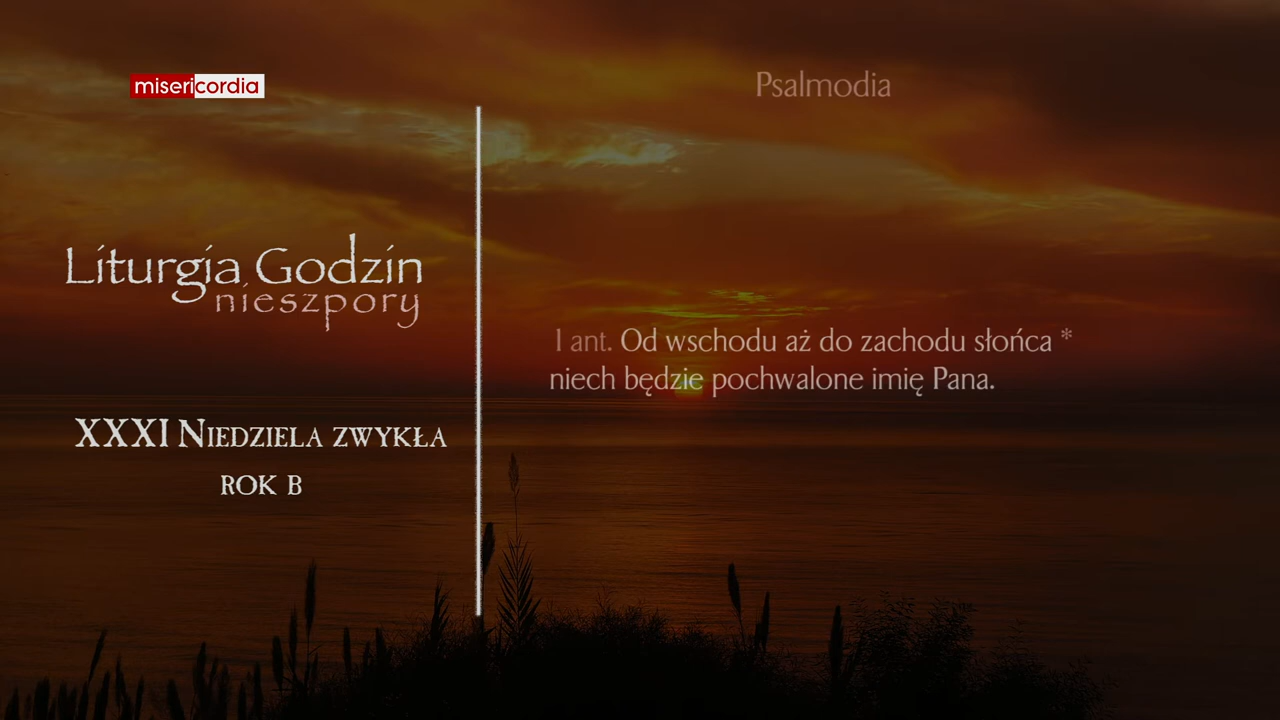 misericordia
Liturgia Godzin
nieszpory
XXXI Niedziela zwykła
rok B
Psalmodia
I ant. Od wschodu aż do zachodu słońca *
niech będzie pochwalone imię Pana.